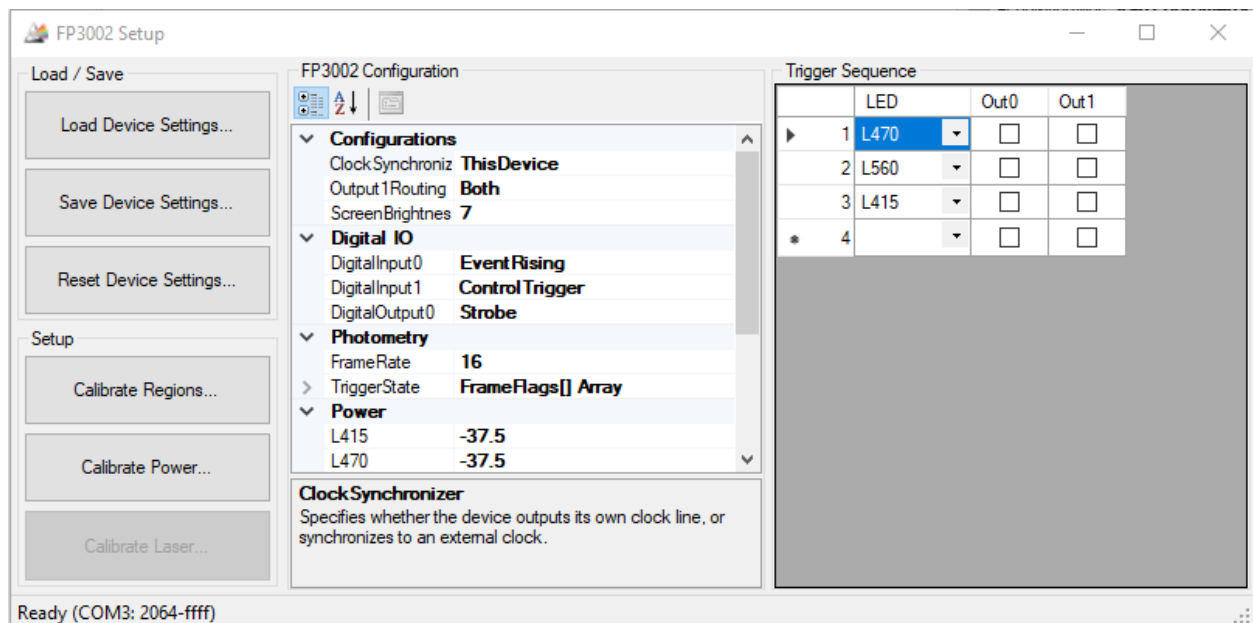 FP3002 Setup
Load / Save
Load Device Settings...
Save Device Settings...
Reset Device Settings...
Setup
Calibrate Regions...
Calibrate Power...
Calibrate Laser...
FP3002 Configuration
Configurations
ClockSynchroniz ThisDevice
Output1Routing Both
ScreenBrightnes 7
Digital IO
DigitalInput0 EventRising
DigitalInput1 ControlTrigger
DigitalOutput0 Strobe
Photometry
FrameRate 16
TriggerState FrameFlags[] Array
Power
L415 -37.5
L470 -37.5
ClockSynchronizer
Specifies whether the device outputs its own clock line, or
synchronizes to an external clock.
Trigger Sequence
LED Out0 Out1
1 L470
2 L560
3 L415
4
Ready (COM3: 2064-ffff)